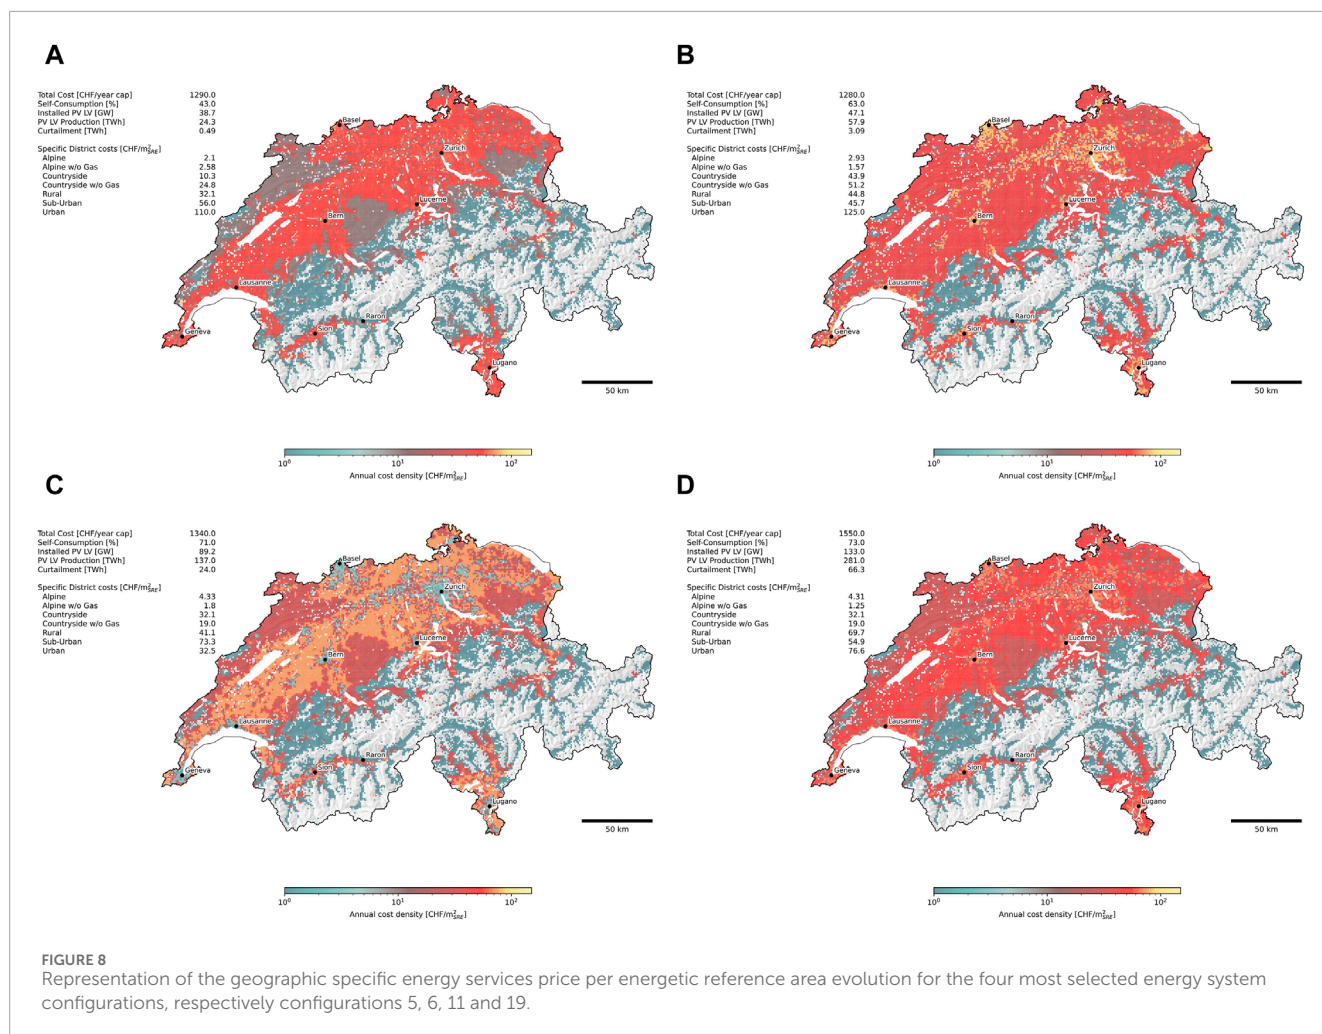 A
Total Cost [CHF/year cap] 1290.0
Self-Consumption [%] 43.0
Installed PV LV [GW] 38.7
PV LV Production [TWh] 24.3
Curtailment [TWh] 0.49
Specific District costs [CHF/m²SRE]
Alpine 2.1
Alpine w/o Gas 2.58
Countryside 10.3
Countryside w/o Gas 24.8
Rural 32.1
Sub-Urban 56.0
Urban 110.0
Basel
Zurich
Lucerne
Bern
Lausanne
Raron
Sion
Geneva
Lugano
50 km
10⁰ 10¹ 10²
Annual cost density [CHF/m²SRE]
B
Total Cost [CHF/year cap] 1280.0
Self-Consumption [%] 63.0
Installed PV LV [GW] 47.1
PV LV Production [TWh] 57.9
Curtailment [TWh] 3.09
Specific District costs [CHF/m²SRE]
Alpine 2.93
Alpine w/o Gas 1.57
Countryside 43.9
Countryside w/o Gas 51.2
Rural 44.8
Sub-Urban 45.7
Urban 125.0
Basel
Zurich
Lucerne
Bern
Lausanne
Raron
Sion
Geneva
Lugano
50 km
10⁰ 10¹ 10²
Annual cost density [CHF/m²SRE]
C
Total Cost [CHF/year cap] 1340.0
Self-Consumption [%] 71.0
Installed PV LV [GW] 89.2
PV LV Production [TWh] 137.0
Curtailment [TWh] 24.0
Specific District costs [CHF/m²SRE]
Alpine 4.33
Alpine w/o Gas 1.8
Countryside 32.1
Countryside w/o Gas 19.0
Rural 41.1
Sub-Urban 73.3
Urban 32.5
Basel
Zurich
Lucerne
Bern
Lausanne
Raron
Sion
Geneva
Lugano
50 km
10⁰ 10¹ 10²
Annual cost density [CHF/m²SRE]
D
Total Cost [CHF/year cap] 1550.0
Self-Consumption [%] 73.0
Installed PV LV [GW] 133.0
PV LV Production [TWh] 281.0
Curtailment [TWh] 66.3
Specific District costs [CHF/m²SRE]
Alpine 4.31
Alpine w/o Gas 1.25
Countryside 32.1
Countryside w/o Gas 19.0
Rural 69.7
Sub-Urban 54.9
Urban 76.6
Basel
Zurich
Lucerne
Bern
Lausanne
Raron
Sion
Geneva
Lugano
50 km
10⁰ 10¹ 10²
Annual cost density [CHF/m²SRE]
FIGURE 8
Representation of the geographic specific energy services price per energetic reference area evolution for the four most selected energy system
configurations, respectively configurations 5, 6, 11 and 19.